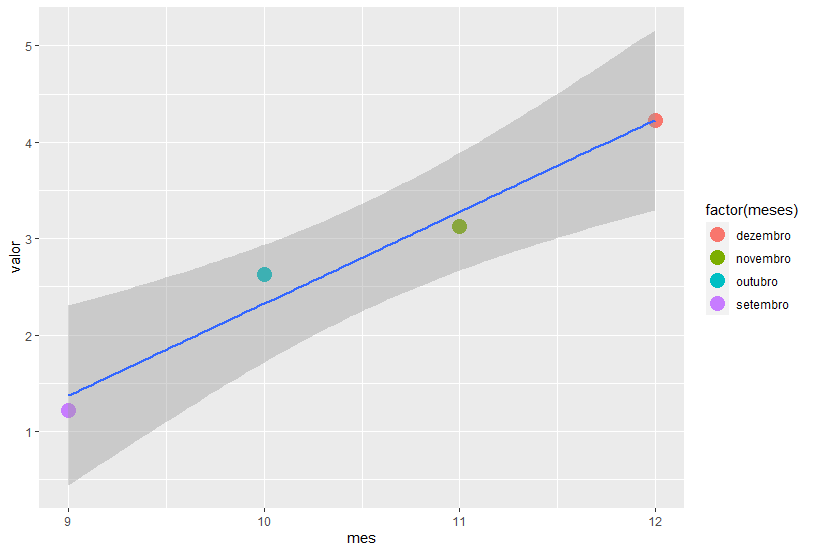 5
4
3
2
1
valor
9
10
11
12
mes
factor(meses)
dezembro
novembro
outubro
setembro